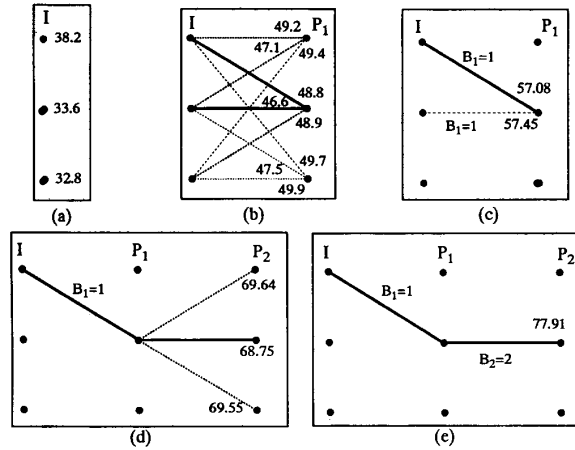 I
38.2
33.6
32.8
(a)
I
49.2
P1
47.1
49.4
48.8
46.6
48.9
49.7
47.5
49.9
(b)
I
P1
B1=1
57.08
B1=1
57.45
(c)
I
P1
P2
B1=1
69.64
68.75
69.55
(d)
I
P1
P2
B1=1
77.91
B2=2
(e)